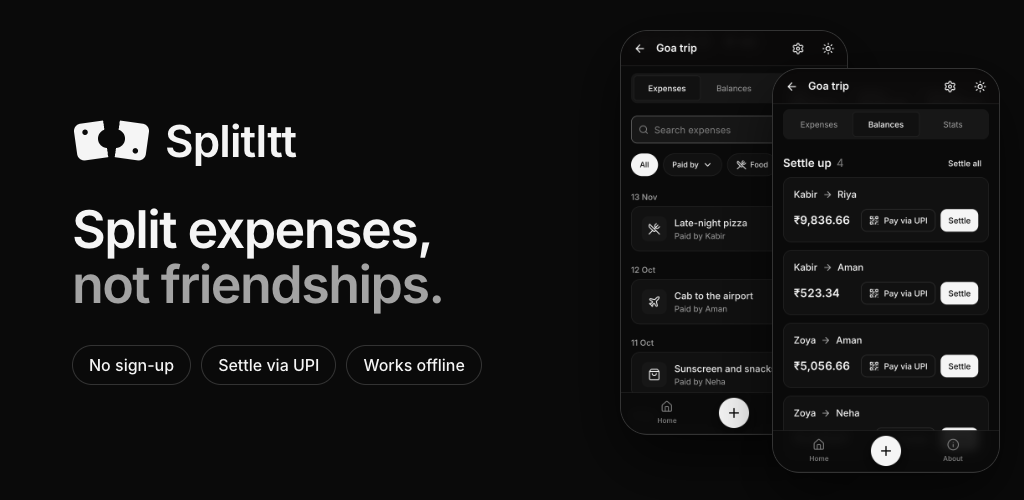 SplitItt
Split expenses,
not friendships.
No sign-up
Settle via UPI
Works offline
Goa trip
Expenses
Balances
Search expenses
All
Paid by
Food
13 Nov
Late-night pizza
Paid by Kabir
12 Oct
Cab to the airport
Paid by Aman
11 Oct
Sunscreen and snack
Paid by Neha
Home
Goa trip
Expenses
Balances
Stats
Settle up 4
Settle all
Kabir → Riya
₹9,836.66
Pay via UPI
Settle
Kabir → Aman
₹523.34
Pay via UPI
Settle
Zoya → Aman
₹5,056.66
Pay via UPI
Settle
Zoya → Neha
Home
About